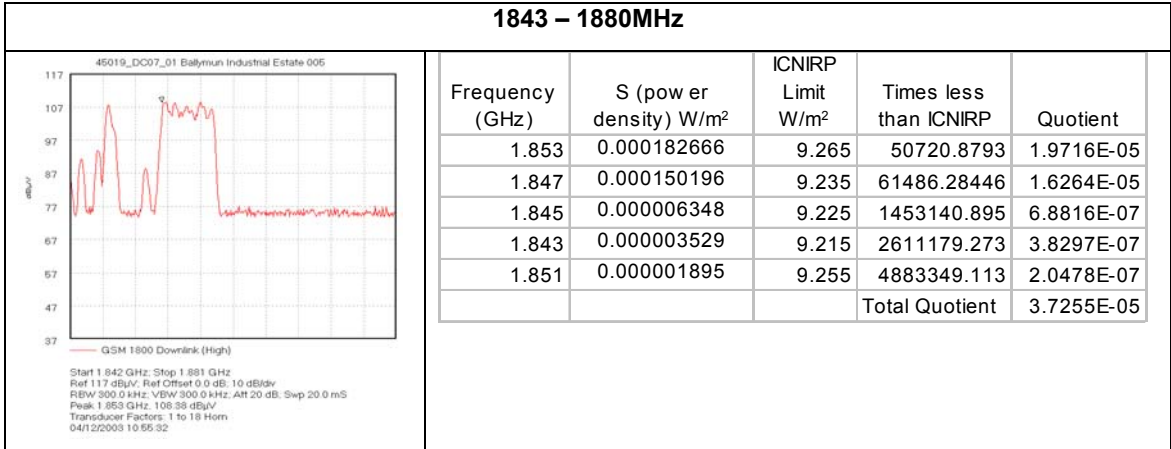 1843 – 1880MHz
45019_DC07_01 Ballymun Industrial Estate 005
117
107
97
87
77
67
57
47
37
dBµV
GSM 1800 Downlink (High)
Start 1.842 GHz; Stop 1.881 GHz
Ref 117 dBµV; Ref Offset 0.0 dB; 10 dB/div
RBW 300.0 kHz; VBW 300.0 kHz; Att 20 dB; Swp 20.0 mS
Peak 1.853 GHz, 108.38 dBµV
Transducer Factors: 1 to 18 Horn
04/12/2003 10:55:32
Frequency (GHz) S (pow er density) W/m² ICNIRP Limit W/m² Times less than ICNIRP Quotient
1.853 0.000182666 9.265 50720.8793 1.9716E-05
1.847 0.000150196 9.235 61486.28446 1.6264E-05
1.845 0.000006348 9.225 1453140.895 6.8816E-07
1.843 0.000003529 9.215 2611179.273 3.8297E-07
1.851 0.000001895 9.255 4883349.113 2.0478E-07
Total Quotient 3.7255E-05